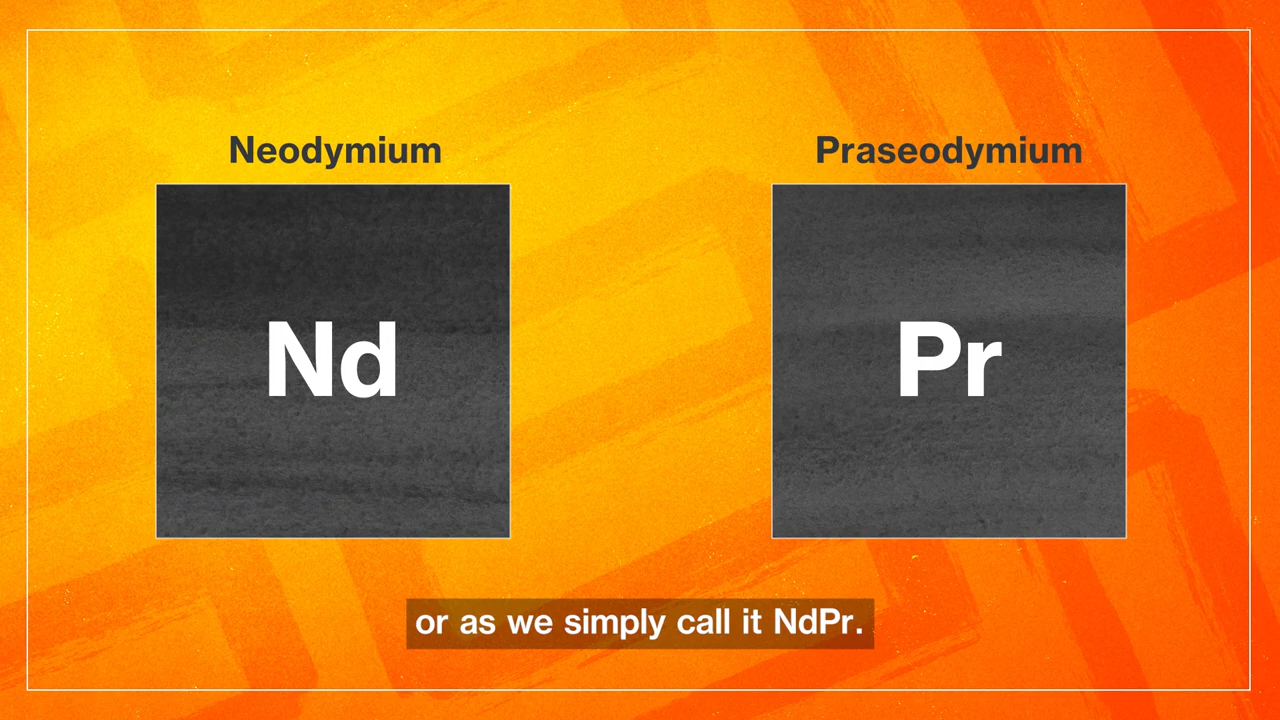 Neodymium
Praseodymium
Nd
Pr
or as we simply call it NdPr.